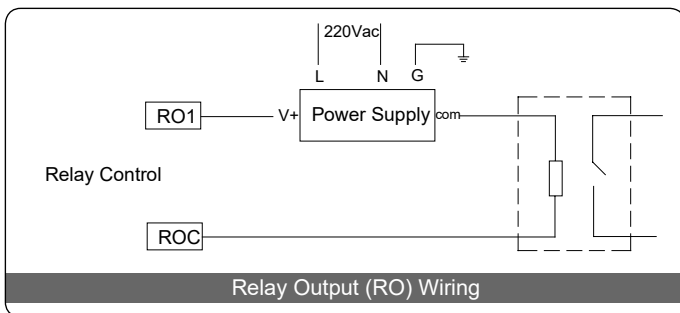 220Vac
L N G
RO1 V+ Power Supply com
Relay Control
ROC
Relay Output (RO) Wiring